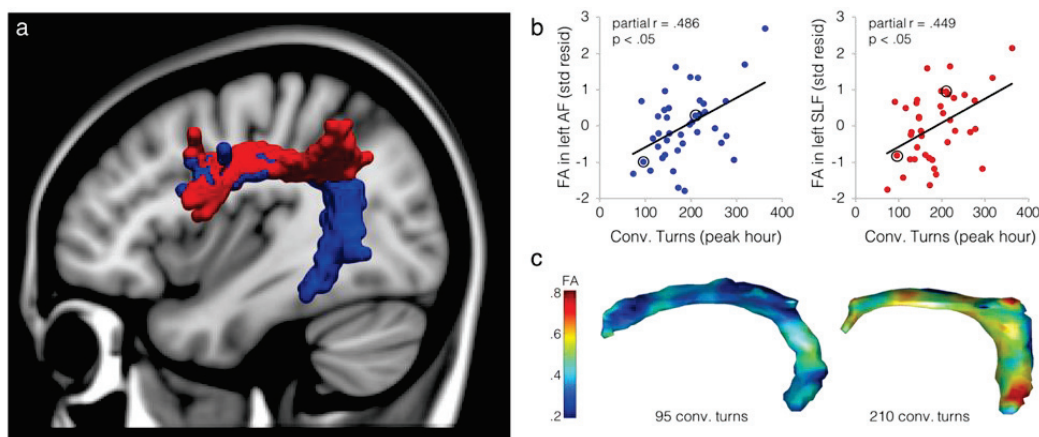 a
b
partial r = .486
p < .05
FA in left AF (std resid)
3
2
1
0
-1
-2
0 100 200 300 400
Conv. Turns (peak hour)
partial r = .449
p < .05
FA in left SLF (std resid)
3
2
1
0
-1
-2
0 100 200 300 400
Conv. Turns (peak hour)
c
FA
.8
.6
.4
.2
95 conv. turns
210 conv. turns